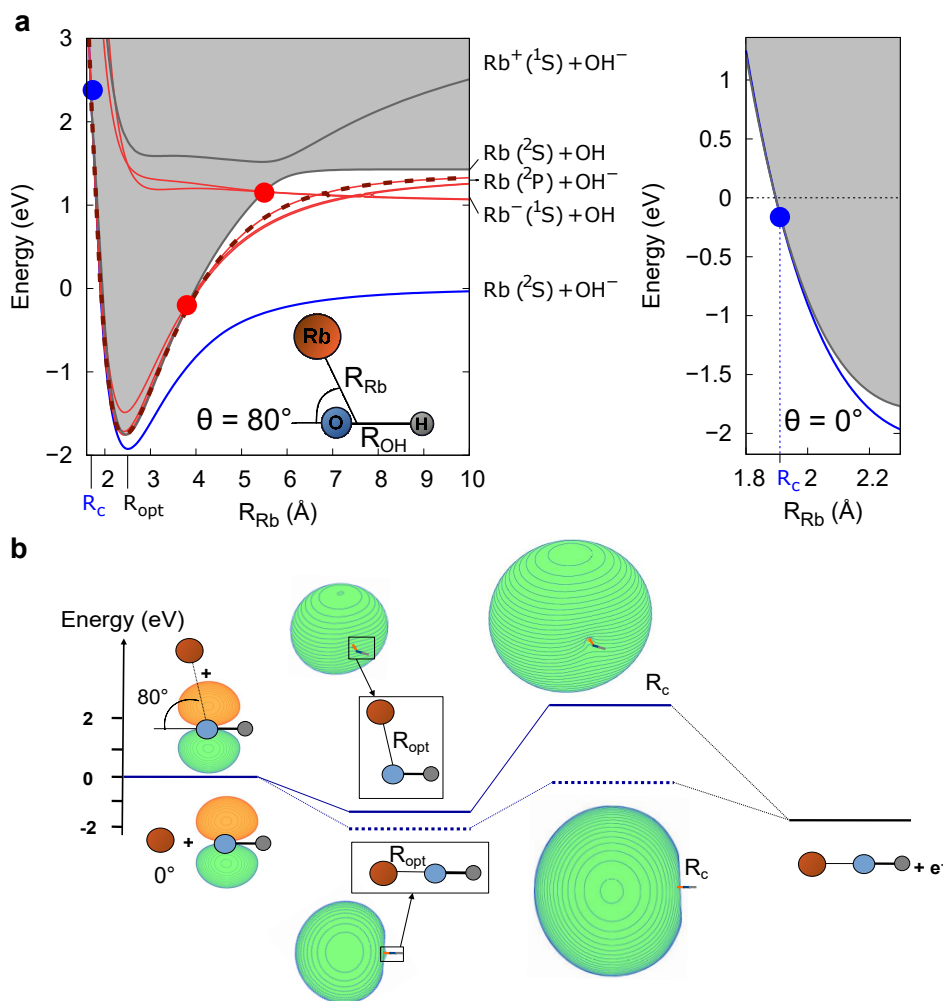 a
Energy (eV)
3
2
1
0
−1
−2
2
3
4
5
6
7
8
9
10
R_c
R_opt
R_Rb (Å)
Rb
R_Rb
θ = 80°
O
H
R_OH
Rb⁺(¹S)+OH⁻
Rb (²S)+OH
Rb (²P)+OH⁻
Rb⁻(¹S)+OH
Rb (²S)+OH⁻
Energy (eV)
1
0.5
0
−0.5
−1
−1.5
−2
θ = 0°
1.8
2
2.2
R_c
R_Rb (Å)
b
Energy (eV)
2
0
-2
80°
+
+
0°
R_opt
R_c
R_opt
R_c
+ e⁻